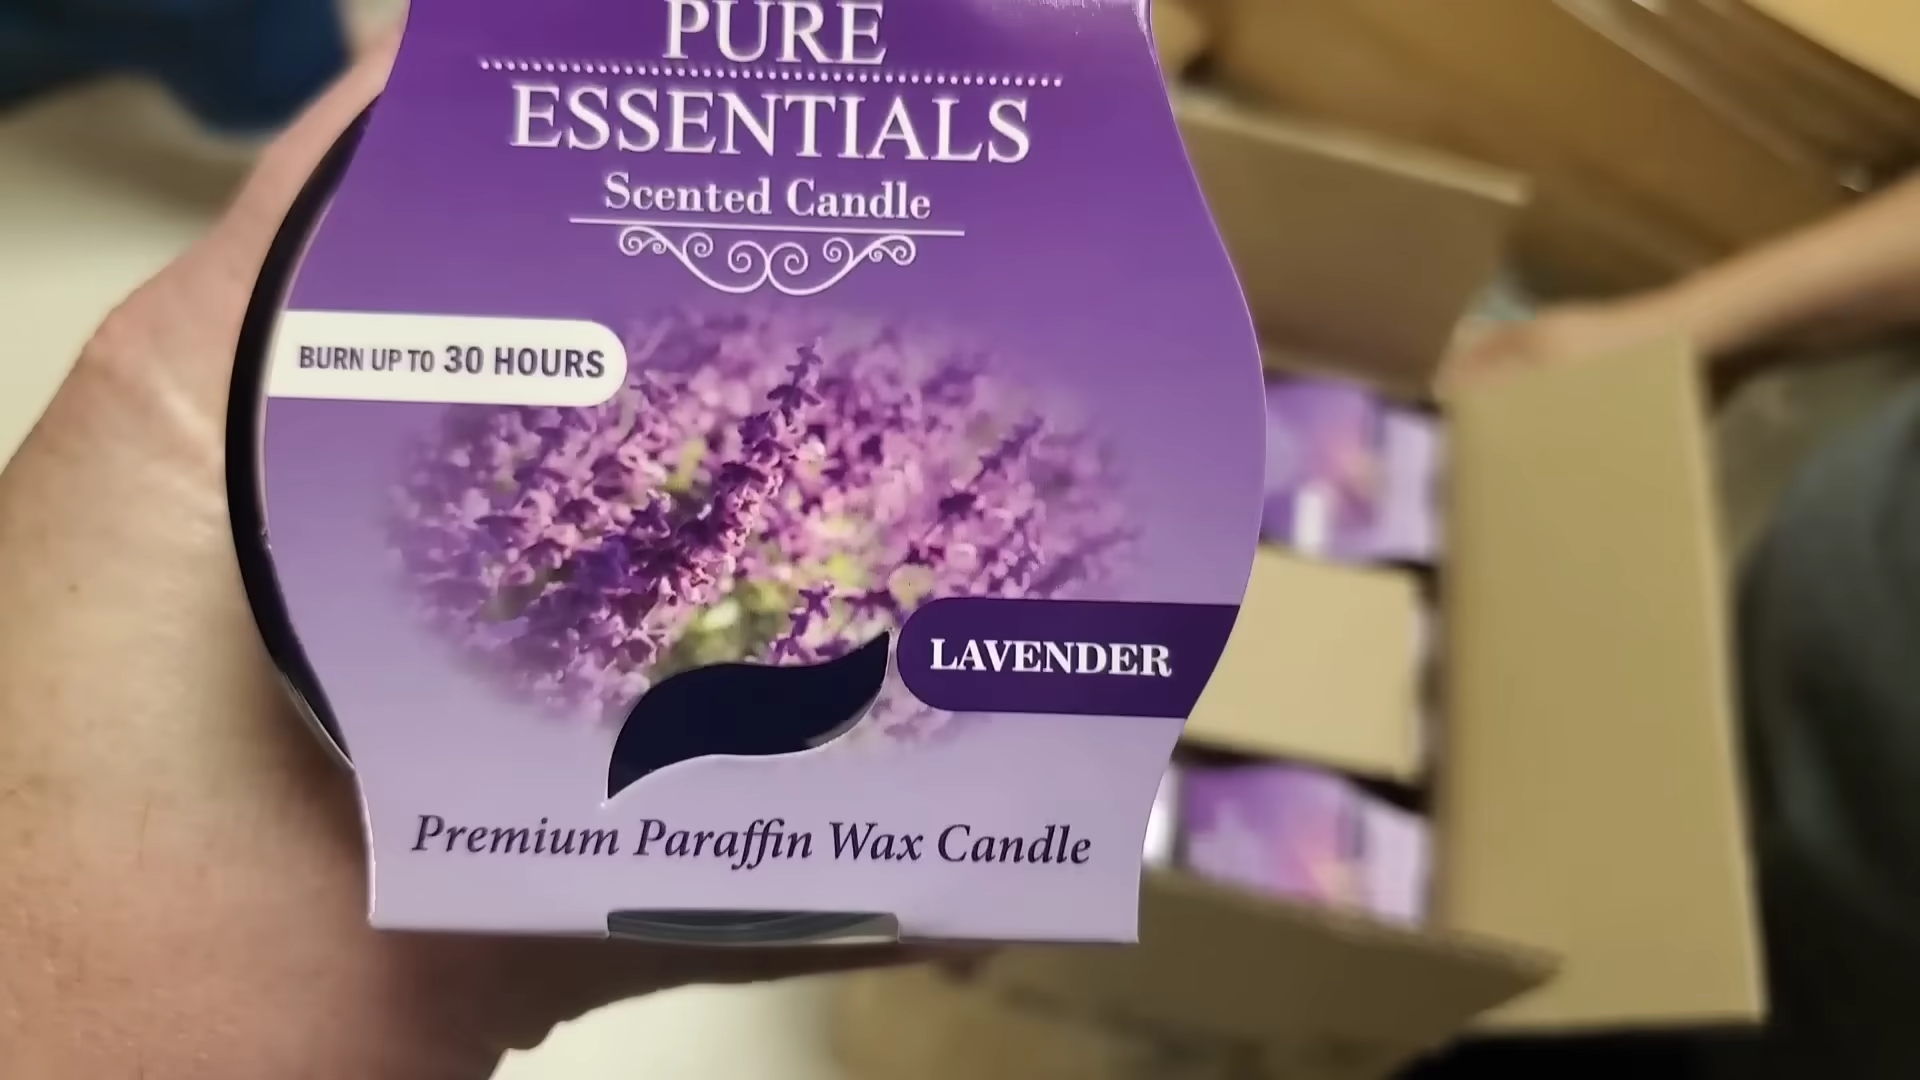 PURE
ESSENTIALS
Scented Candle
BURN UP TO 30 HOURS
LAVENDER
Premium Paraffin Wax Candle